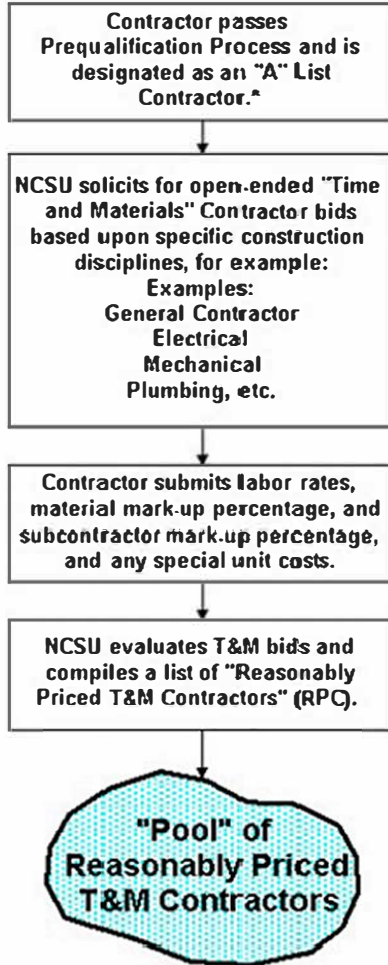 Contractor passes
Prequalification Process and is
designated as an "A" List
Contractor.*
NCSU solicits for open-ended "Time
and Materials" Contractor bids
based upon specific construction
disciplines, for example:
Examples:
General Contractor
Electrical
Mechanical
Plumbing, etc.
Contractor submits labor rates,
material mark-up percentage, and
subcontractor mark-up percentage,
and any special unit costs.
NCSU evaluates T&M bids and
compiles a list of "Reasonably
Priced T&M Contractors" (RPC).
"Pool" of
Reasonably Priced
T&M Contractors